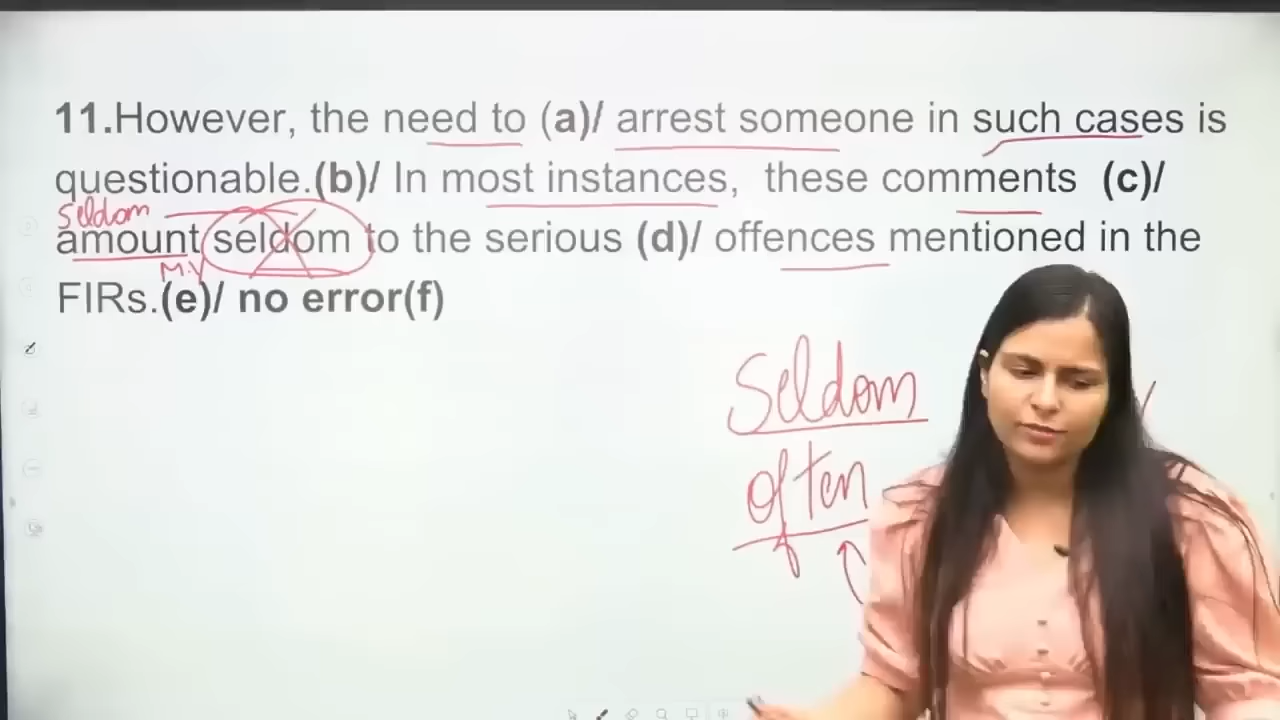 11.However, the need to (a)/ arrest someone in such cases is
questionable.(b)/ In most instances, these comments (c)/
Seldom
amount seldom to the serious (d)/ offences mentioned in the
M.V
FIRs.(e)/ no error(f)
Seldom
often